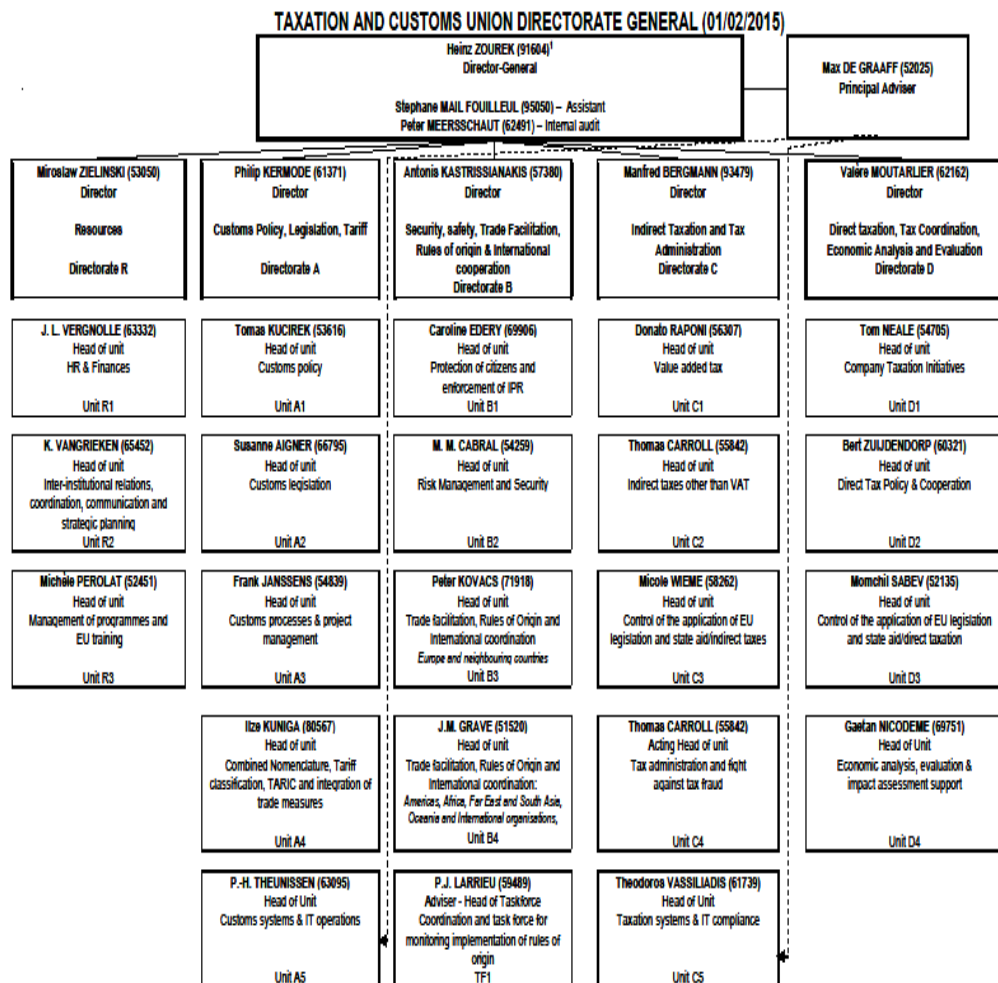 TAXATION AND CUSTOMS UNION DIRECTORATE GENERAL (01/02/2015)
Heinz ZOUREK (91604)¹
Director-General
Stephane MAIL FOUILLEUL (95050) – Assistant
Peter MEERSSCHAUT (62491) – Internal audit
Max DE GRAAFF (52025)
Principal Adviser
Miroslaw ZIELINSKI (53050)
Director
Resources
Directorate R
Philip KERMODE (61371)
Director
Customs Policy, Legislation, Tariff
Directorate A
Antonis KASTRISSIANAKIS (57380)
Director
Security, safety, Trade Facilitation,
Rules of origin & International
cooperation
Directorate B
Manfred BERGMANN (93479)
Director
Indirect Taxation and Tax
Administration
Directorate C
Valère MOUTARLIER (62162)
Director
Direct taxation, Tax Coordination,
Economic Analysis and Evaluation
Directorate D
J. L. VERGNOLLE (63332)
Head of unit
HR & Finances
Unit R1
Tomas KUCIREK (53616)
Head of unit
Customs policy
Unit A1
Caroline EDERY (69906)
Head of unit
Protection of citizens and
enforcement of IPR
Unit B1
Donato RAPONI (56307)
Head of unit
Value added tax
Unit C1
Tom NEALE (54705)
Head of unit
Company Taxation Initiatives
Unit D1
K. VANGRIEKEN (65452)
Head of unit
Inter-institutional relations,
coordination, communication and
strategic planning
Unit R2
Susanne AIGNER (66795)
Head of unit
Customs legislation
Unit A2
M. M. CABRAL (54259)
Head of unit
Risk Management and Security
Unit B2
Thomas CARROLL (55842)
Head of unit
Indirect taxes other than VAT
Unit C2
Bert ZUIJDENDORP (60321)
Head of unit
Direct Tax Policy & Cooperation
Unit D2
Michèle PEROLAT (52451)
Head of unit
Management of programmes and
EU training
Unit R3
Frank JANSSENS (54839)
Head of unit
Customs processes & project
management
Unit A3
Peter KOVACS (71918)
Head of unit
Trade facilitation, Rules of Origin and
International coordination
Europe and neighbouring countries
Unit B3
Micole WIEME (58262)
Head of unit
Control of the application of EU
legislation and state aid/indirect taxes
Unit C3
Momchil SABEV (52135)
Head of unit
Control of the application of EU legislation
and state aid/direct taxation
Unit D3
Ilze KUNIGA (80567)
Head of unit
Combined Nomenclature, Tariff
classification, TARIC and integration of
trade measures
Unit A4
J.M. GRAVE (51520)
Head of unit
Trade facilitation, Rules of Origin and
International coordination:
Americas, Africa, Far East and South Asia,
Oceania and International organisations,
Unit B4
Thomas CARROLL (55842)
Acting Head of unit
Tax administration and fight
against tax fraud
Unit C4
Gaetan NICODEME (69751)
Head of Unit
Economic analysis, evaluation &
impact assessment support
Unit D4
P.-H. THEUNISSEN (63095)
Head of Unit
Customs systems & IT operations
Unit A5
P.J. LARRIEU (59489)
Adviser - Head of Taskforce
Coordination and task force for
monitoring implementation of rules of
origin
TF1
Theodoros VASSILIADIS (61739)
Head of Unit
Taxation systems & IT compliance
Unit C5